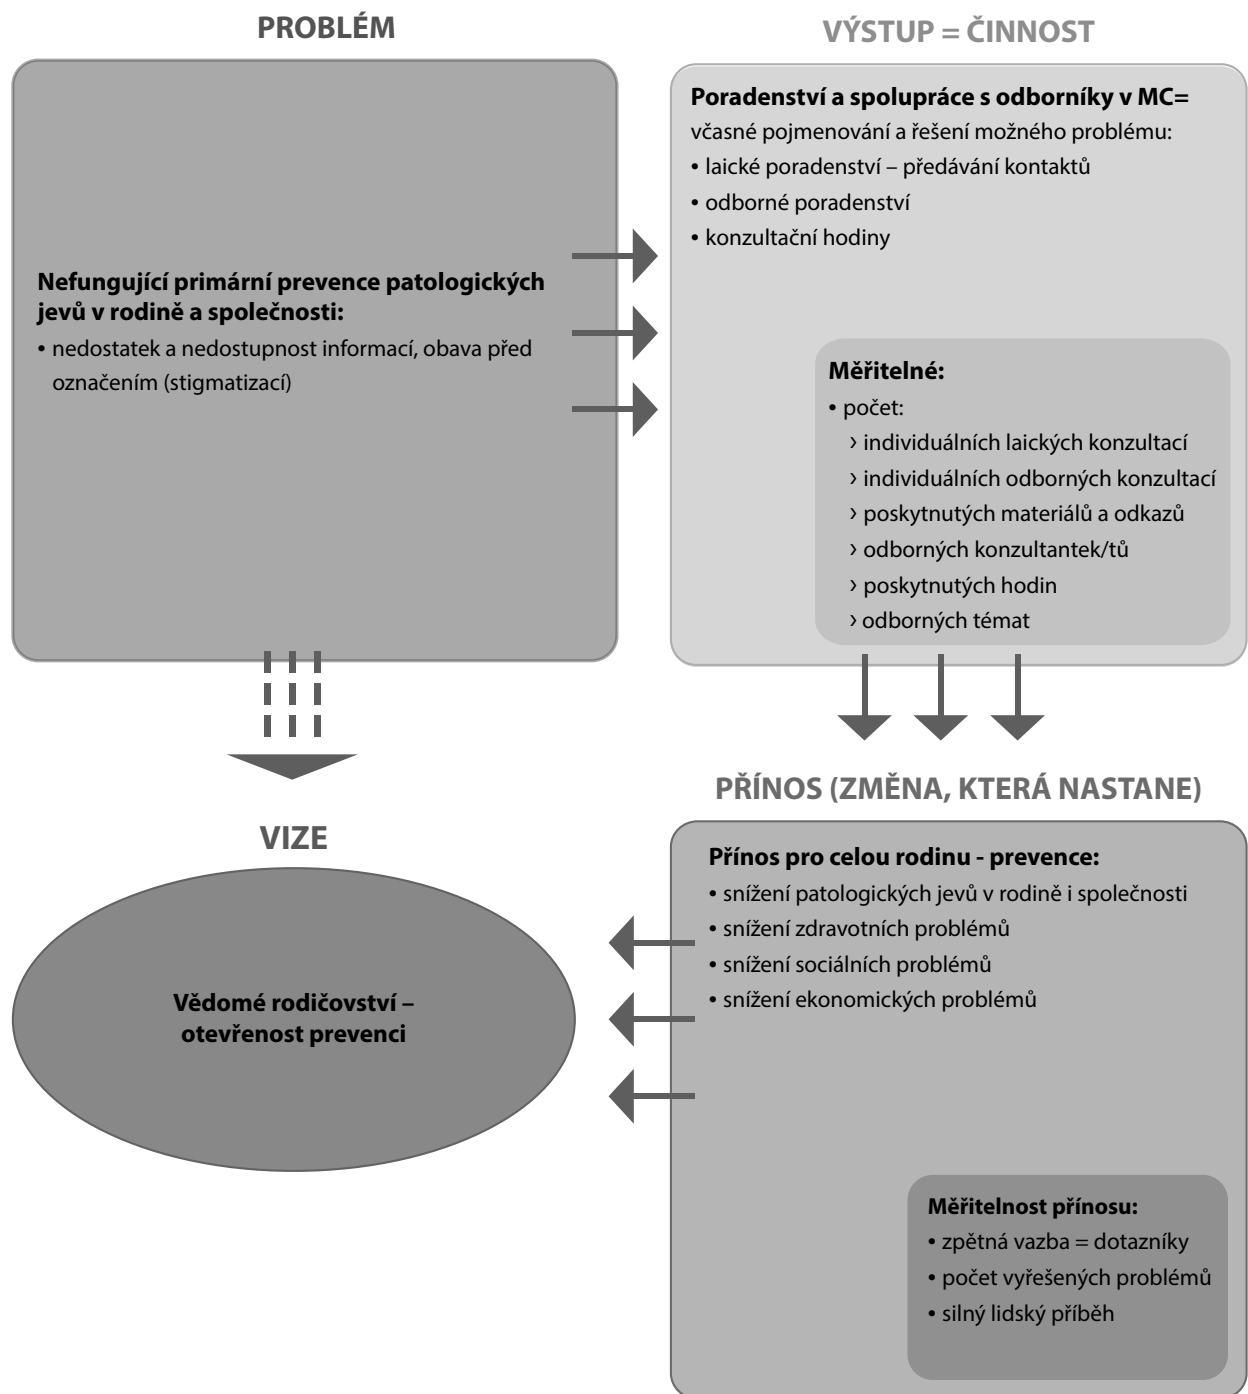 PROBLÉM
Nefungující primární prevence patologických
jevů v rodině a společnosti:
• nedostatek a nedostupnost informací, obava před
označením (stigmatizací)
VÝSTUP = ČINNOST
Poradenství a spolupráce s odborníky v MC=
včasné pojmenování a řešení možného problému:
• laické poradenství – předávání kontaktů
• odborné poradenství
• konzultační hodiny
Měřitelné:
• počet:
› individuálních laických konzultací
› individuálních odborných konzultací
› poskytnutých materiálů a odkazů
› odborných konzultantek/tů
› poskytnutých hodin
› odborných témat
PŘÍNOS (ZMĚNA, KTERÁ NASTANE)
Přínos pro celou rodinu - prevence:
• snížení patologických jevů v rodině i společnosti
• snížení zdravotních problémů
• snížení sociálních problémů
• snížení ekonomických problémů
Měřitelnost přínosu:
• zpětná vazba = dotazníky
• počet vyřešených problémů
• silný lidský příběh
VIZE
Vědomé rodičovství –
otevřenost prevenci